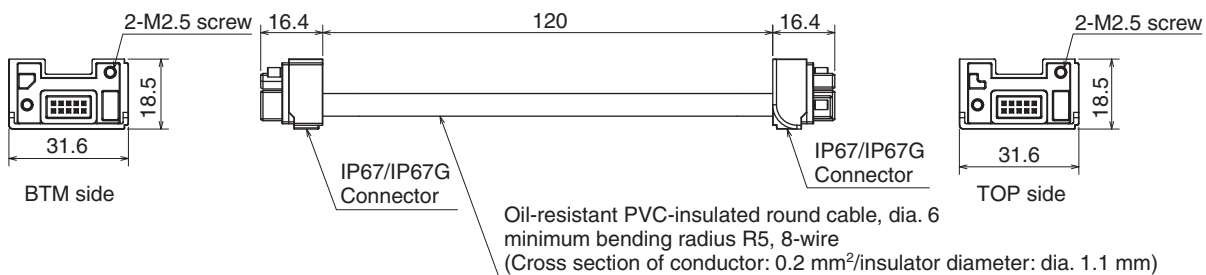 2-M2.5 screw
16.4
120
16.4
2-M2.5 screw
18.5
18.5
31.6
31.6
BTM side
IP67/IP67G
Connector
IP67/IP67G
Connector
TOP side
Oil-resistant PVC-insulated round cable, dia. 6
minimum bending radius R5, 8-wire
(Cross section of conductor: 0.2 mm²/insulator diameter: dia. 1.1 mm)